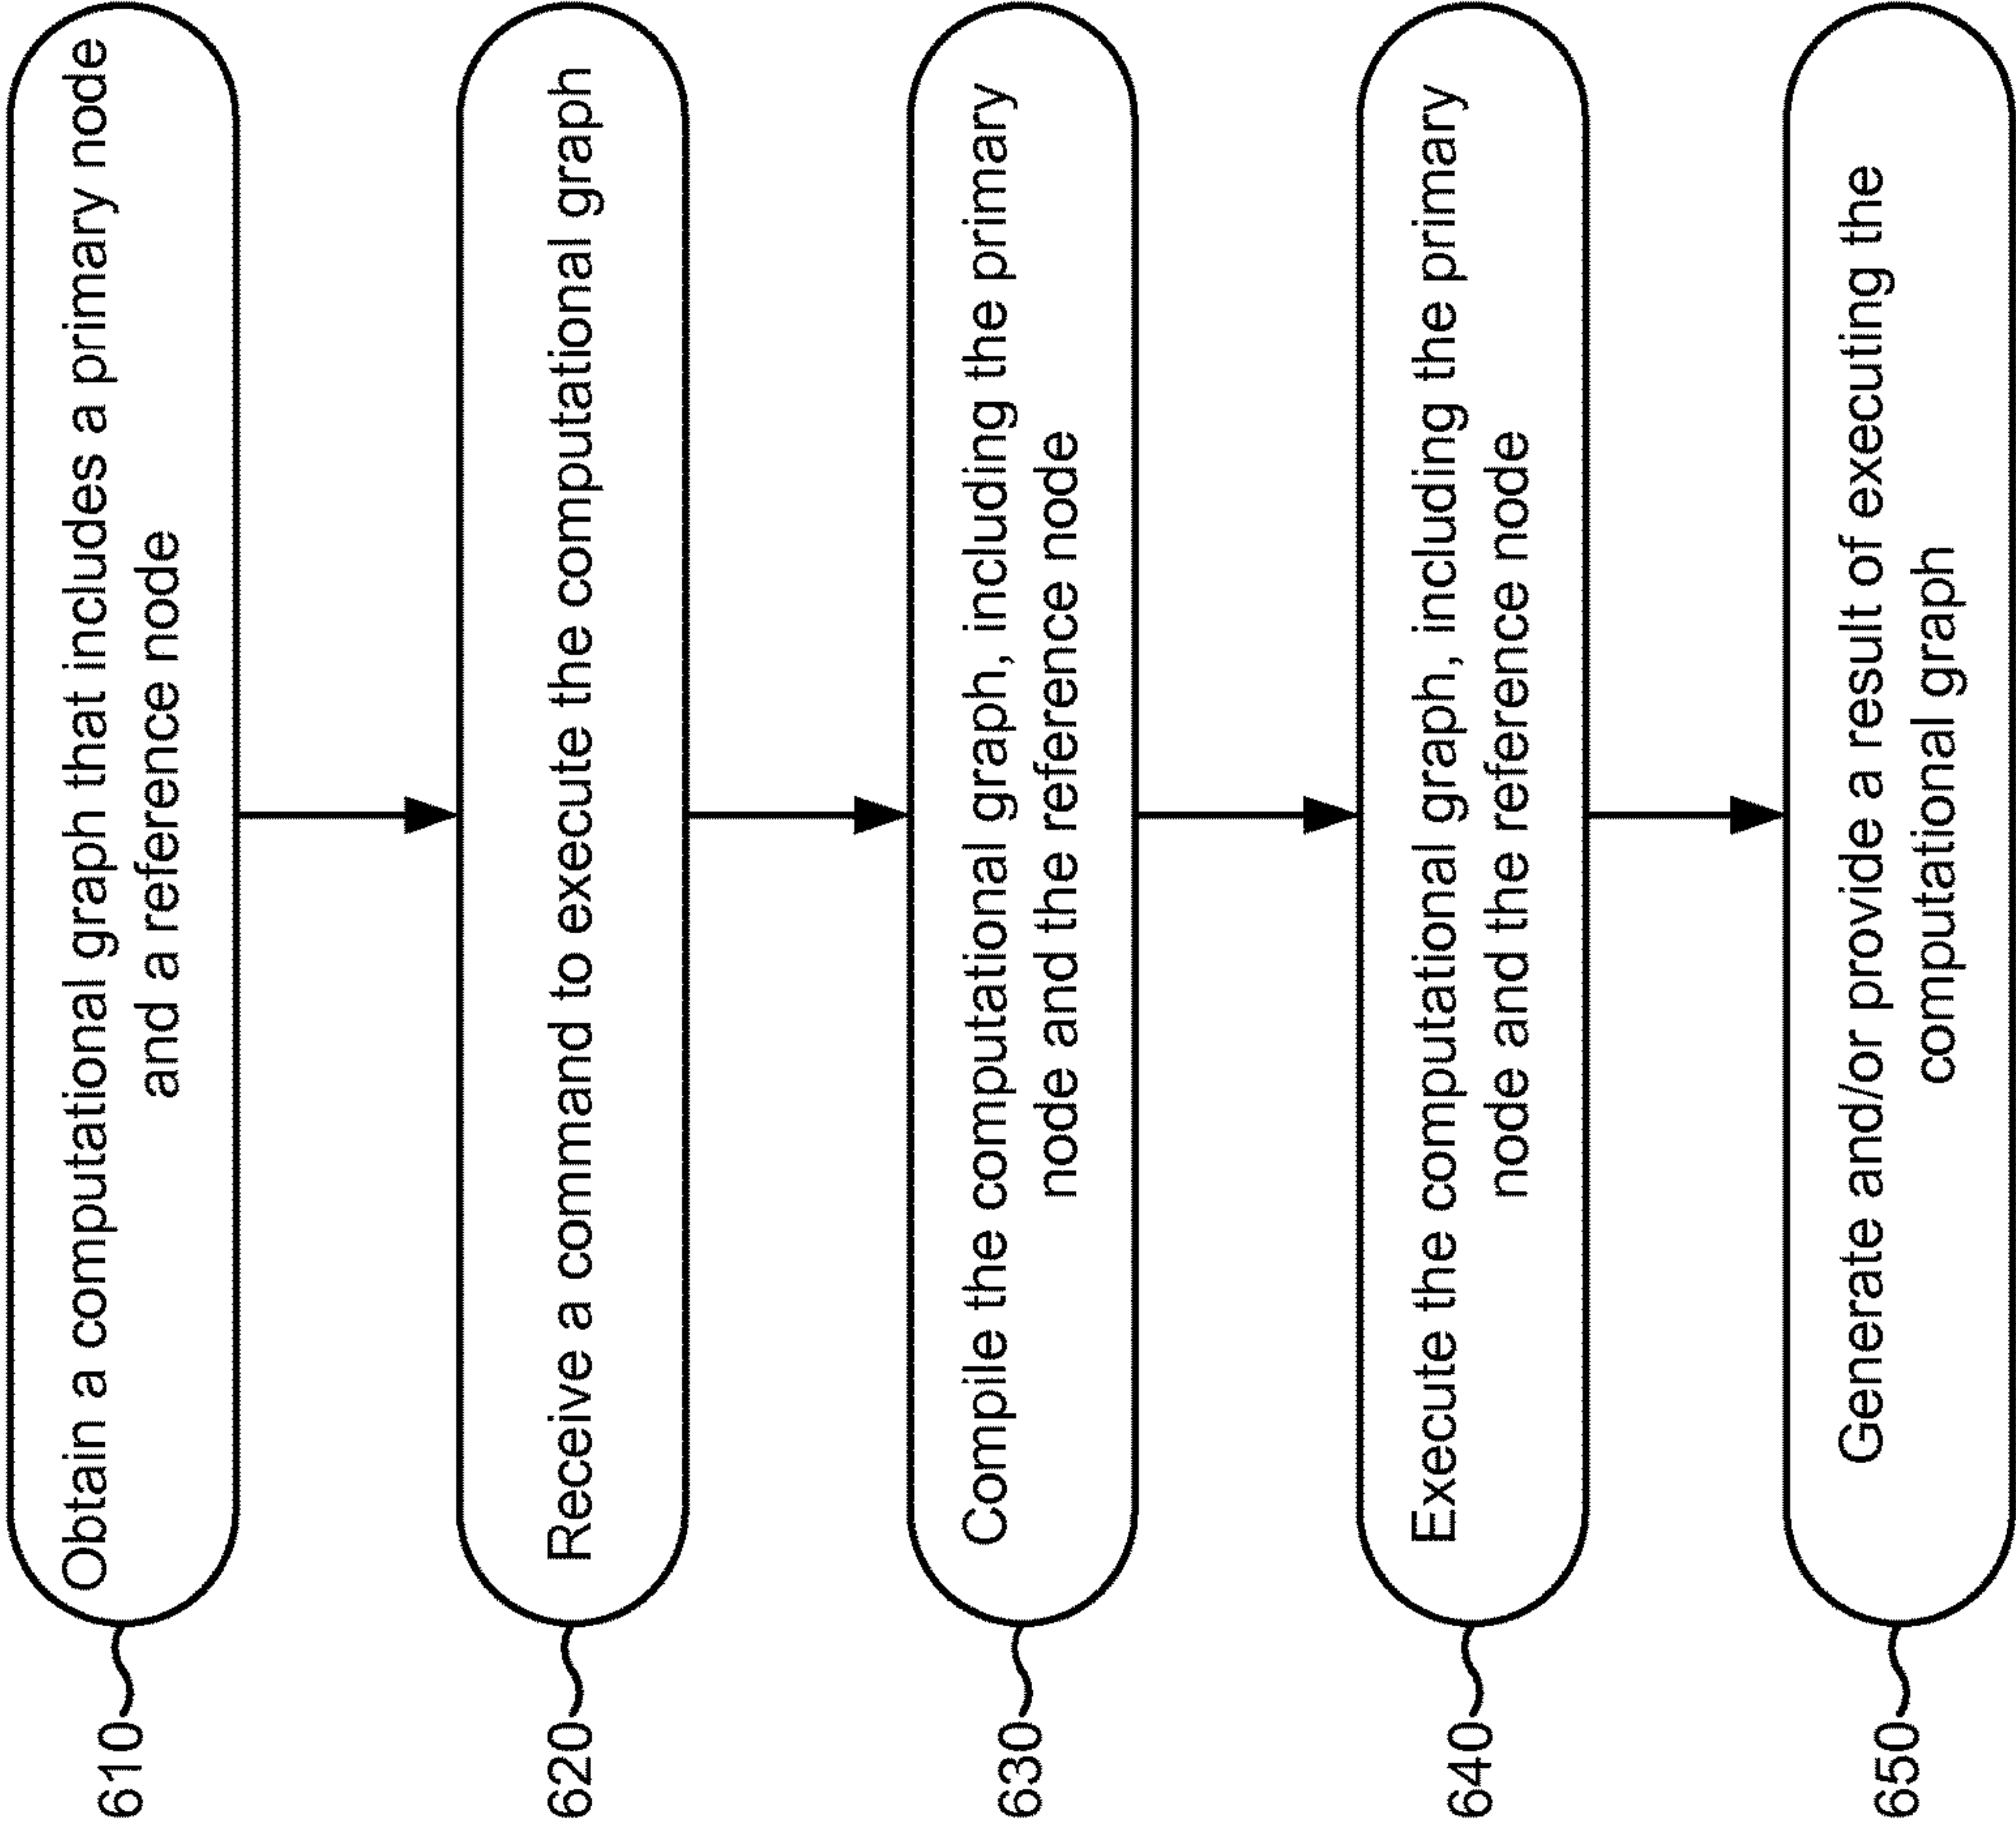 610
Obtain a computational graph that includes a primary node
and a reference node
620
Receive a command to execute the computational graph
630
Compile the computational graph, including the primary
node and the reference node
640
Execute the computational graph, including the primary
node and the reference node
650
Generate and/or provide a result of executing the
computational graph